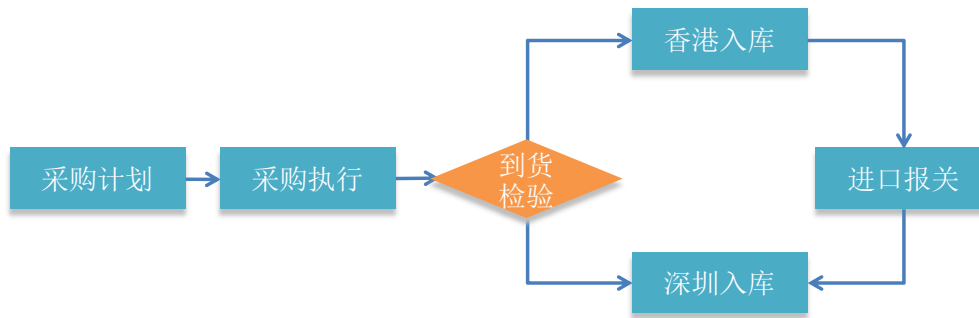 香港入库
采购计划
采购执行
到货
检验
进口报关
深圳入库